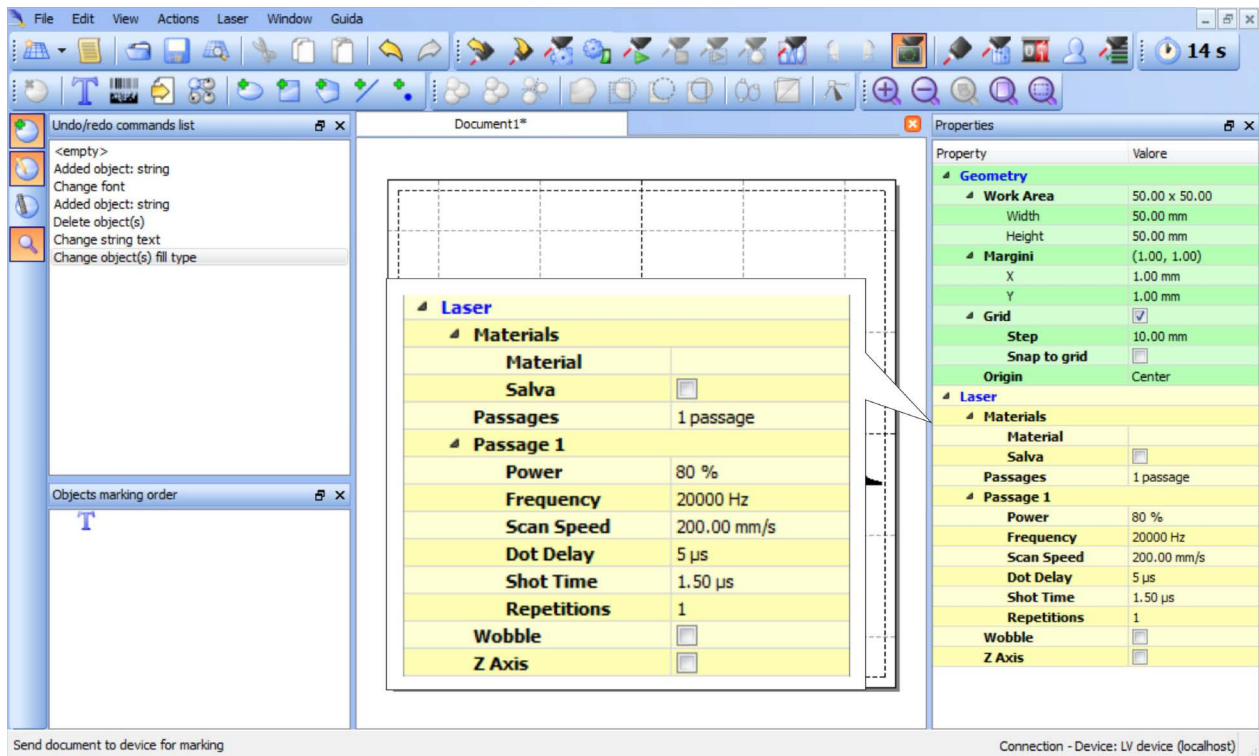 File Edit View Actions Laser Window Guida
14 s
Undo/redo commands list
Document1*
Properties
<empty>
Added object: string
Change font
Added object: string
Delete object(s)
Change string text
Change object(s) fill type
Objects marking order
T
Laser
Materials
Material
Salva
Passages 1 passage
Passage 1
Power 80 %
Frequency 20000 Hz
Scan Speed 200.00 mm/s
Dot Delay 5 µs
Shot Time 1.50 µs
Repetitions 1
Wobble
Z Axis
Property Valore
Geometry
Work Area 50.00 x 50.00
Width 50.00 mm
Height 50.00 mm
Margini (1.00, 1.00)
X 1.00 mm
Y 1.00 mm
Grid
Step 10.00 mm
Snap to grid
Origin Center
Laser
Materials
Material
Salva
Passages 1 passage
Passage 1
Power 80 %
Frequency 20000 Hz
Scan Speed 200.00 mm/s
Dot Delay 5 µs
Shot Time 1.50 µs
Repetitions 1
Wobble
Z Axis
Send document to device for marking
Connection - Device: LV device (localhost)